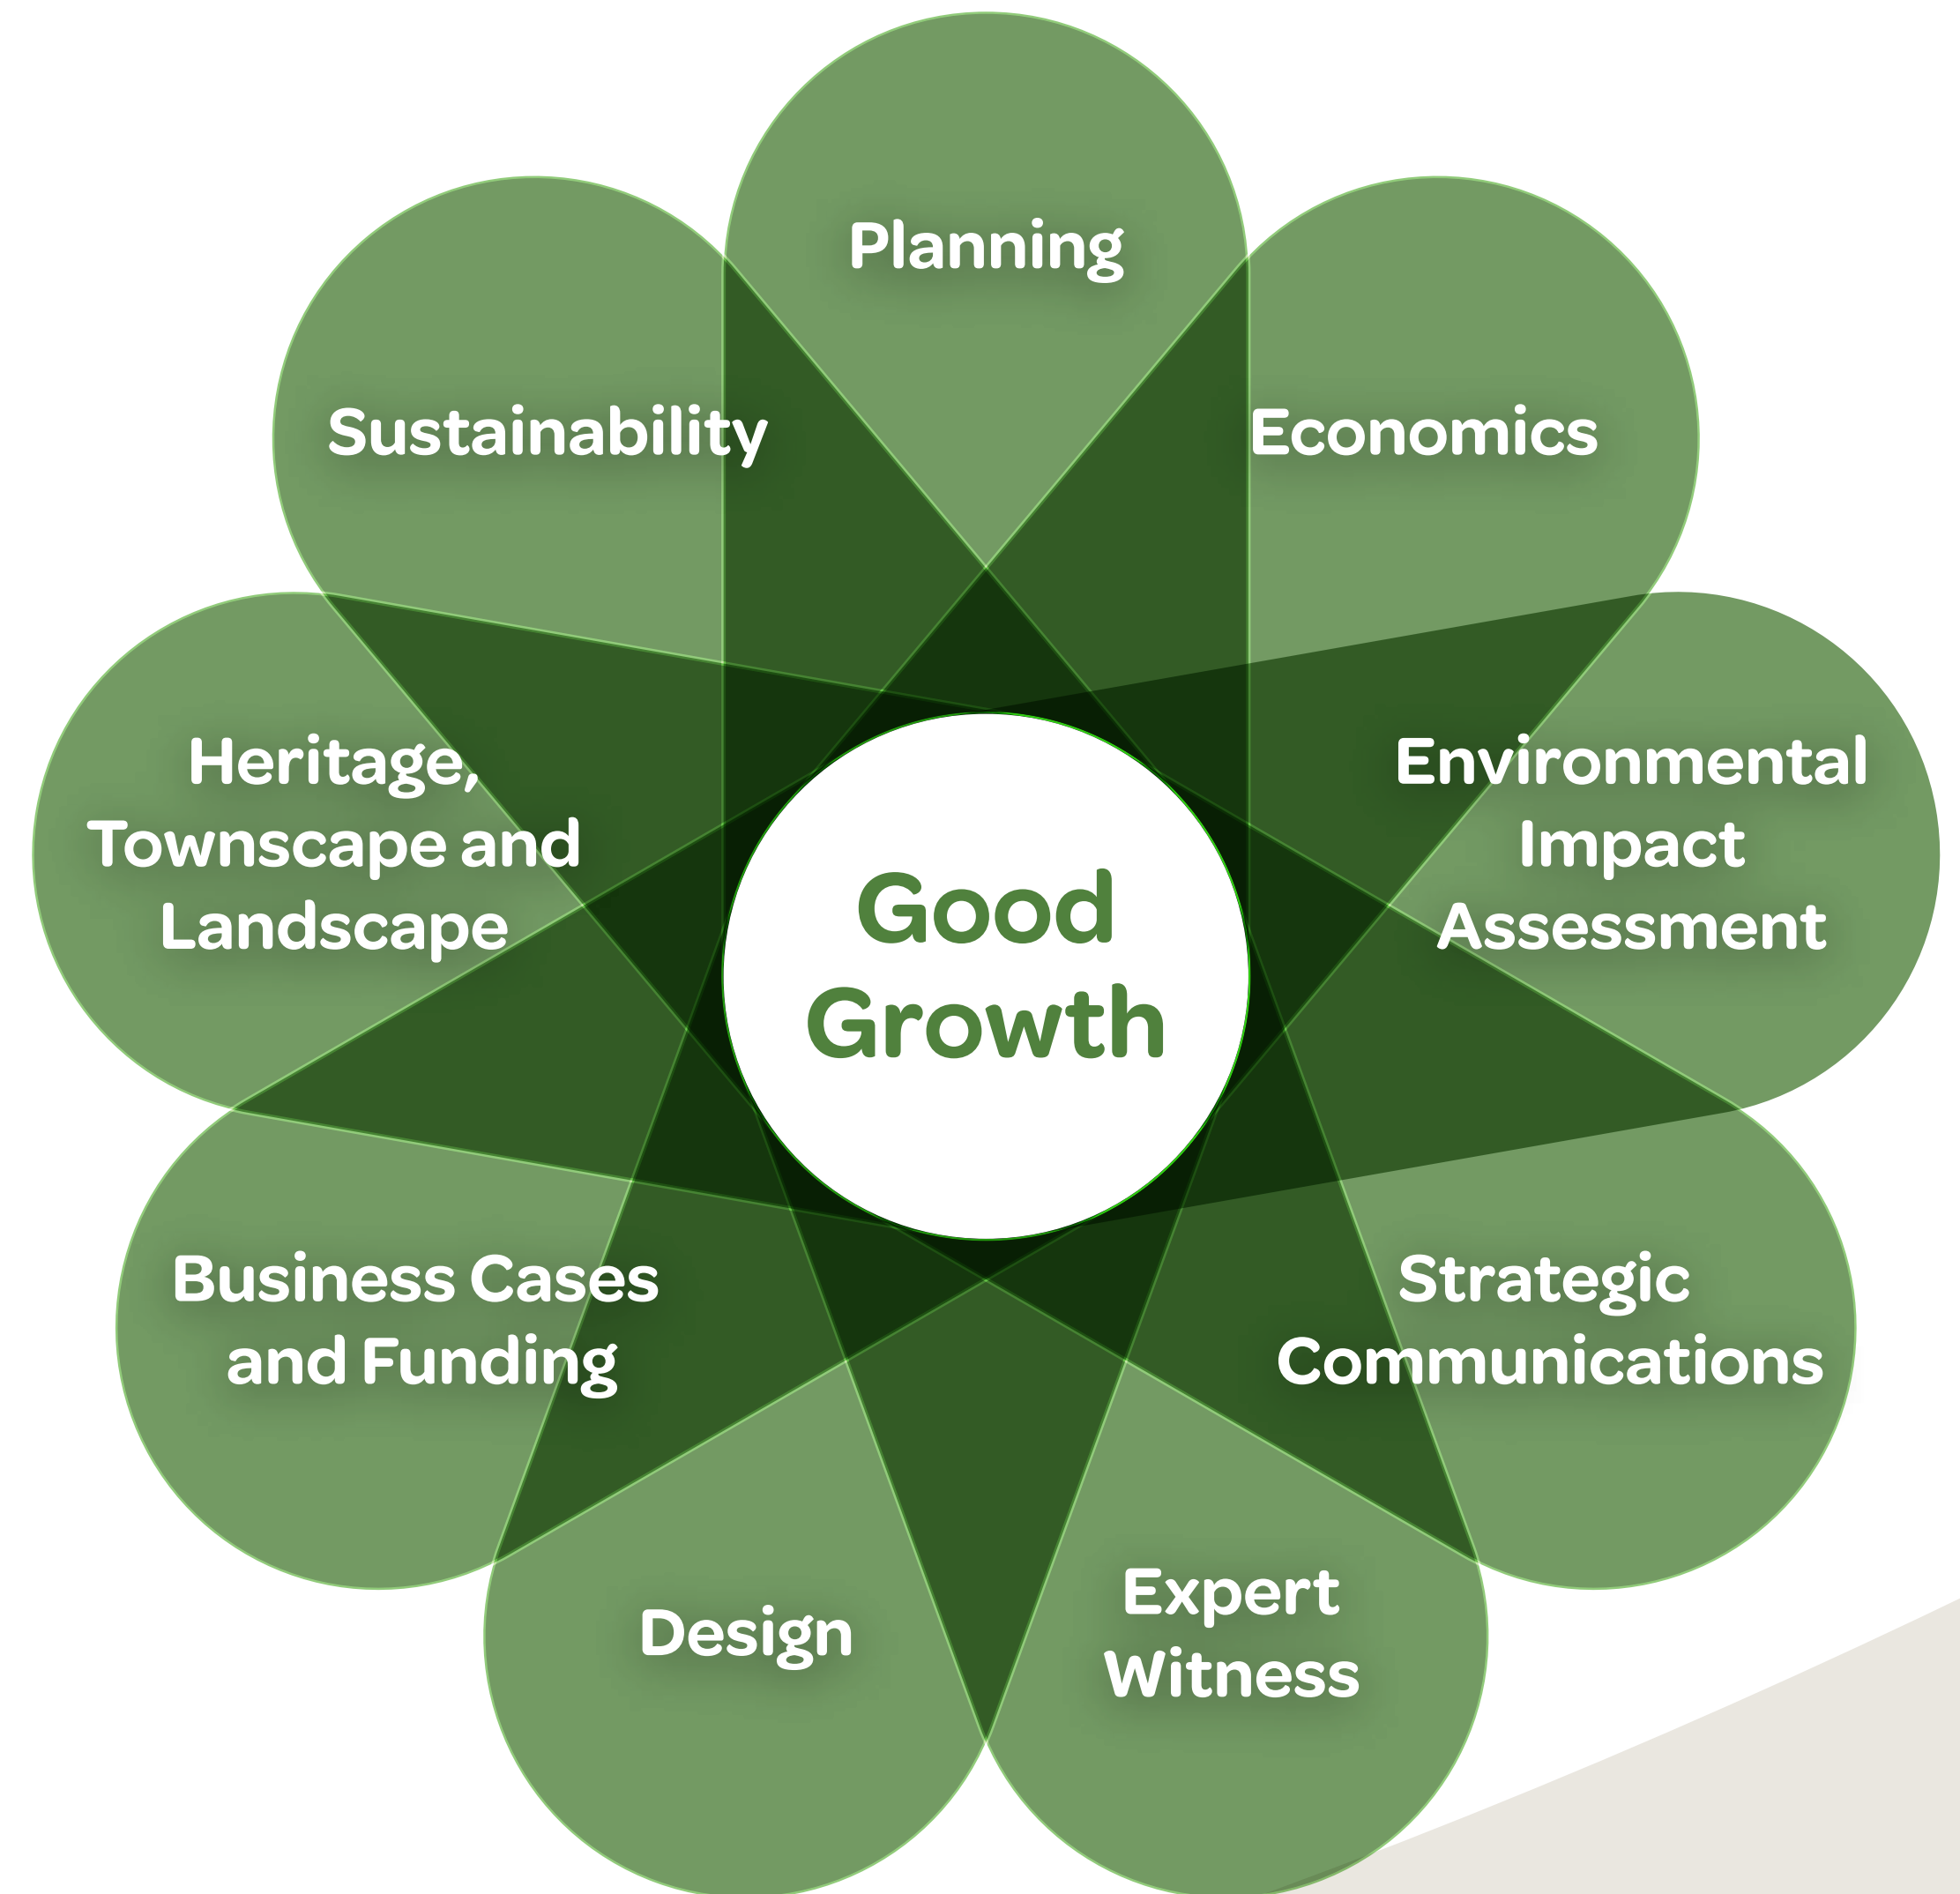 Planning
Sustainability
Economics
Heritage,
Townscape and
Landscape
Environmental
Impact
Assessment
Good
Growth
Business Cases
and Funding
Strategic
Communications
Design
Expert
Witness